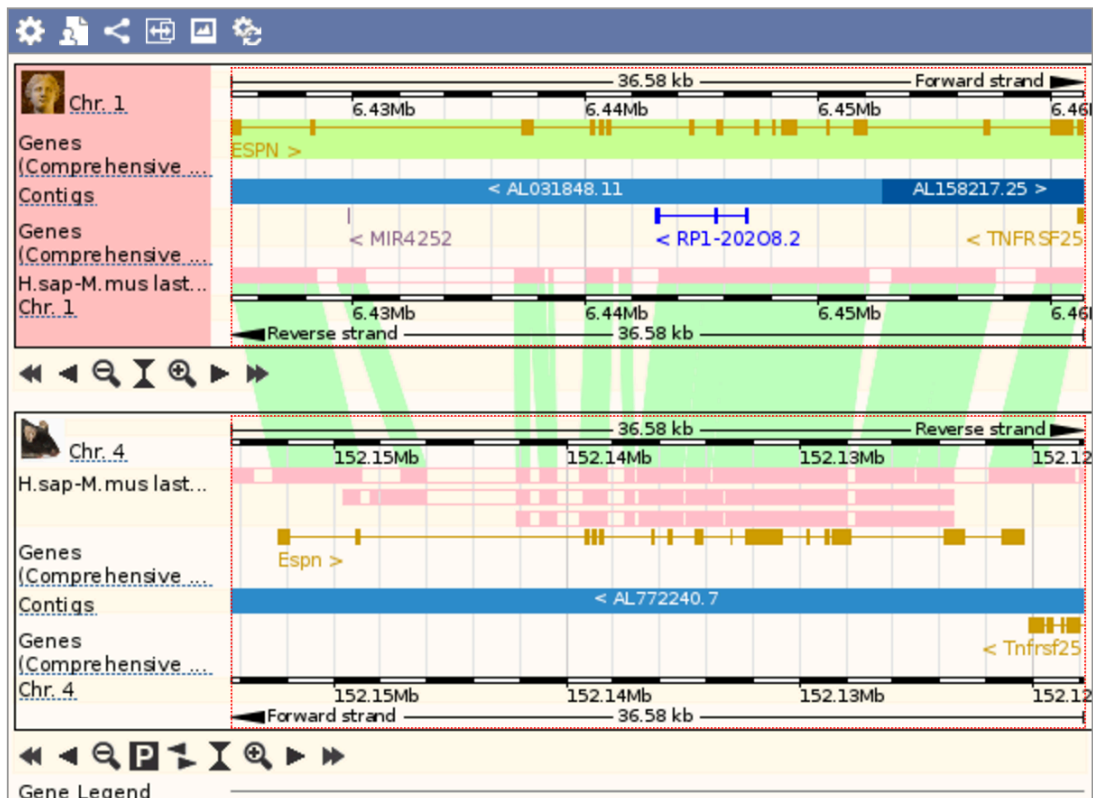 36.58 kb Forward strand
Chr. 1
6.43Mb 6.44Mb 6.45Mb 6.46
Genes
(Comprehensive ...
ESPN >
Contigs
< AL031848.11 AL158217.25 >
Genes
(Comprehensive ...
< MIR4252 < RP1-202O8.2 < TNFRSF25
H.sap-M.mus last...
Chr. 1
6.43Mb 6.44Mb 6.45Mb 6.46
Reverse strand 36.58 kb
36.58 kb Reverse strand
Chr. 4
152.15Mb 152.14Mb 152.13Mb 152.12
H.sap-M.mus last...
Genes
(Comprehensive ...
Espn >
Contigs
< AL772240.7
Genes
(Comprehensive ...
< Tnfrsf25
Chr. 4
152.15Mb 152.14Mb 152.13Mb 152.12
Forward strand 36.58 kb
P
Gene Legend